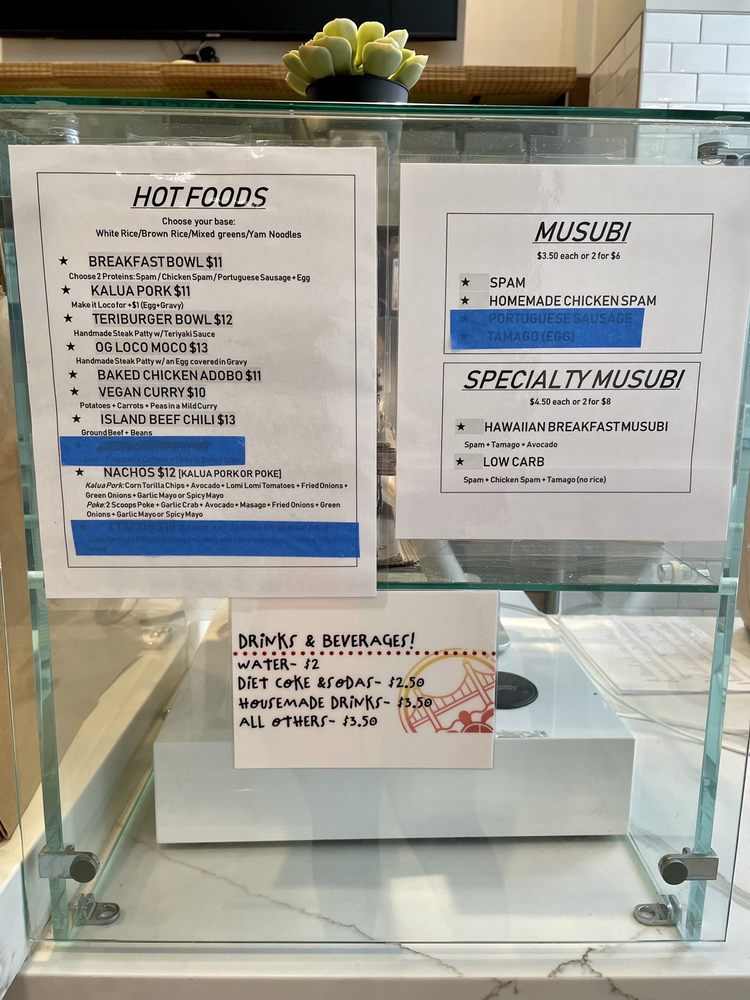 HOT FOODS
Choose your base:
White Rice/Brown Rice/Mixed greens/Yam Noodles
★ BREAKFAST BOWL $11
Choose 2 Proteins: Spam / Chicken Spam / Portuguese Sausage + Egg
★ KALUA PORK $11
Make it Loco for +$1 (Egg+Gravy)
★ TERIBURGER BOWL $12
Handmade Steak Patty w/Teriyaki Sauce
★ OG LOCO MOCO $13
Handmade Steak Patty w/an Egg covered in Gravy
★ BAKED CHICKEN ADOBO $11
★ VEGAN CURRY $10
Potatoes + Carrots + Peas in a Mild Curry
★ ISLAND BEEF CHILI $13
Ground Beef + Beans
★ NACHOS $12 [KALUA PORK OR POKE]
Kalua Pork: Corn Torilla Chips + Avocado + Lomi Lomi Tomatoes + Fried Onions +
Green Onions + Garlic Mayo or Spicy Mayo
Poke: 2 Scoops Poke + Garlic Crab + Avocado + Masago + Fried Onions + Green
Onions + Garlic Mayo or Spicy Mayo
MUSUBI
$3.50 each or 2 for $6
★ SPAM
★ HOMEMADE CHICKEN SPAM
★ PORTUGUESE SAUSAGE
★ TAMAGO (EGG)
SPECIALTY MUSUBI
$4.50 each or 2 for $8
★ HAWAIIAN BREAKFAST MUSUBI
Spam + Tamago + Avocado
★ LOW CARB
Spam + Chicken Spam + Tamago (no rice)
DRINKS & BEVERAGES!
WATER- $2
DIET COKE & SODAS- $2.50
HOUSEMADE DRINKS- $3.50
ALL OTHERS- $3.50